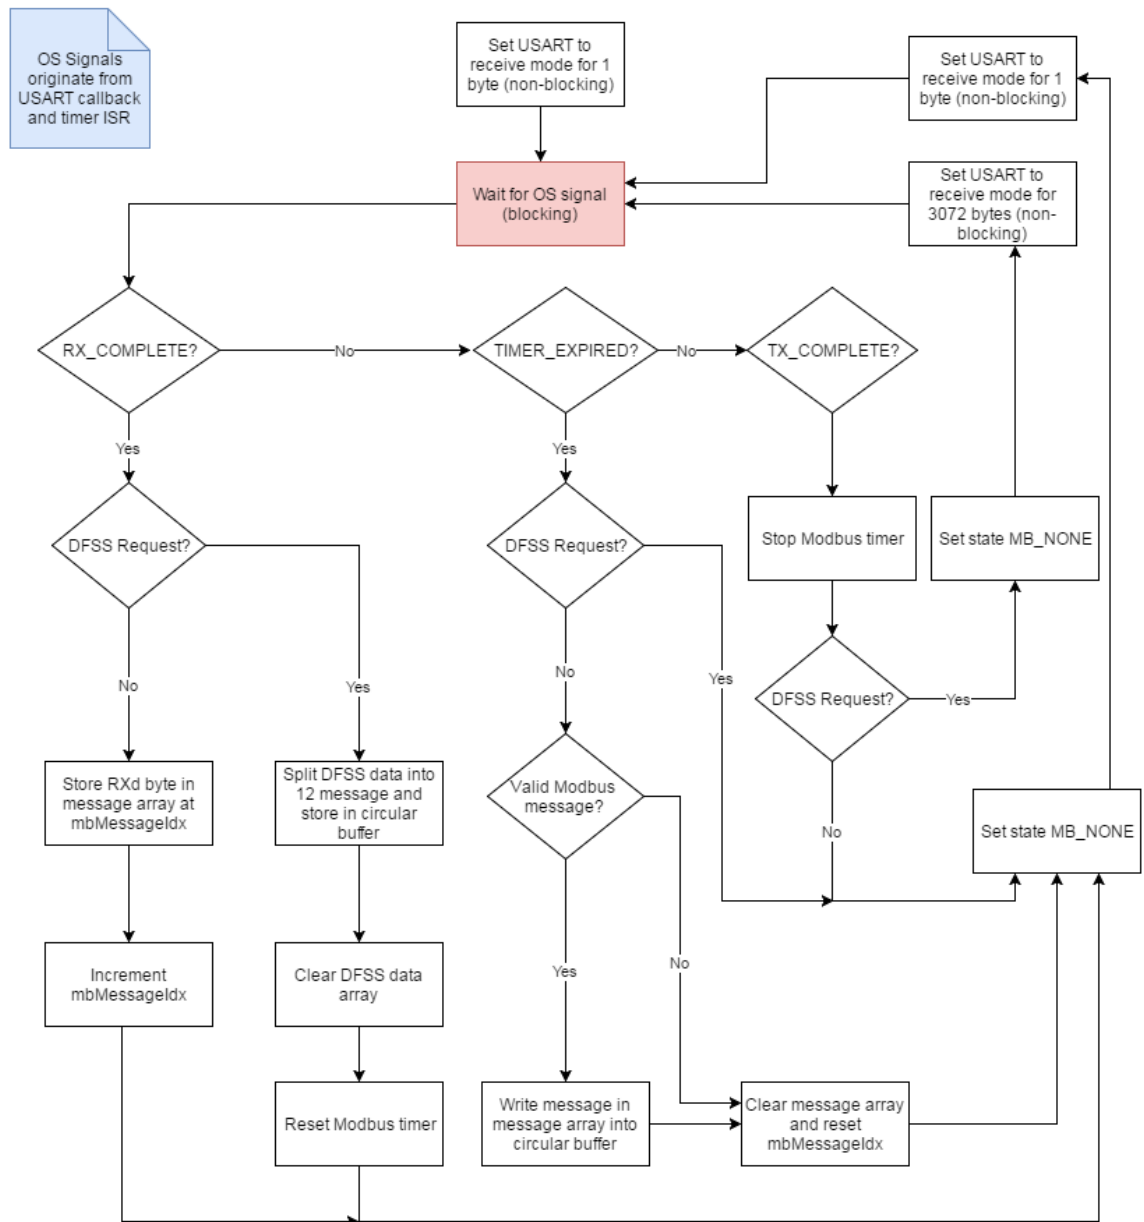 OS Signals
originate from
USART callback
and timer ISR
Set USART to
receive mode for 1
byte (non-blocking)
Set USART to
receive mode for 1
byte (non-blocking)
Wait for OS signal
(blocking)
Set USART to
receive mode for
3072 bytes (non-
blocking)
RX_COMPLETE?
No
TIMER_EXPIRED?
No
TX_COMPLETE?
Yes
Yes
DFSS Request?
DFSS Request?
Stop Modbus timer
Set state MB_NONE
No
Yes
No
Yes
DFSS Request?
Yes
Store RXd byte in
message array at
mbMessageIdx
Split DFSS data into
12 message and
store in circular
buffer
Valid Modbus
message?
No
Set state MB_NONE
Increment
mbMessageIdx
Clear DFSS data
array
Yes
No
Reset Modbus timer
Write message in
message array into
circular buffer
Clear message array
and reset
mbMessageIdx